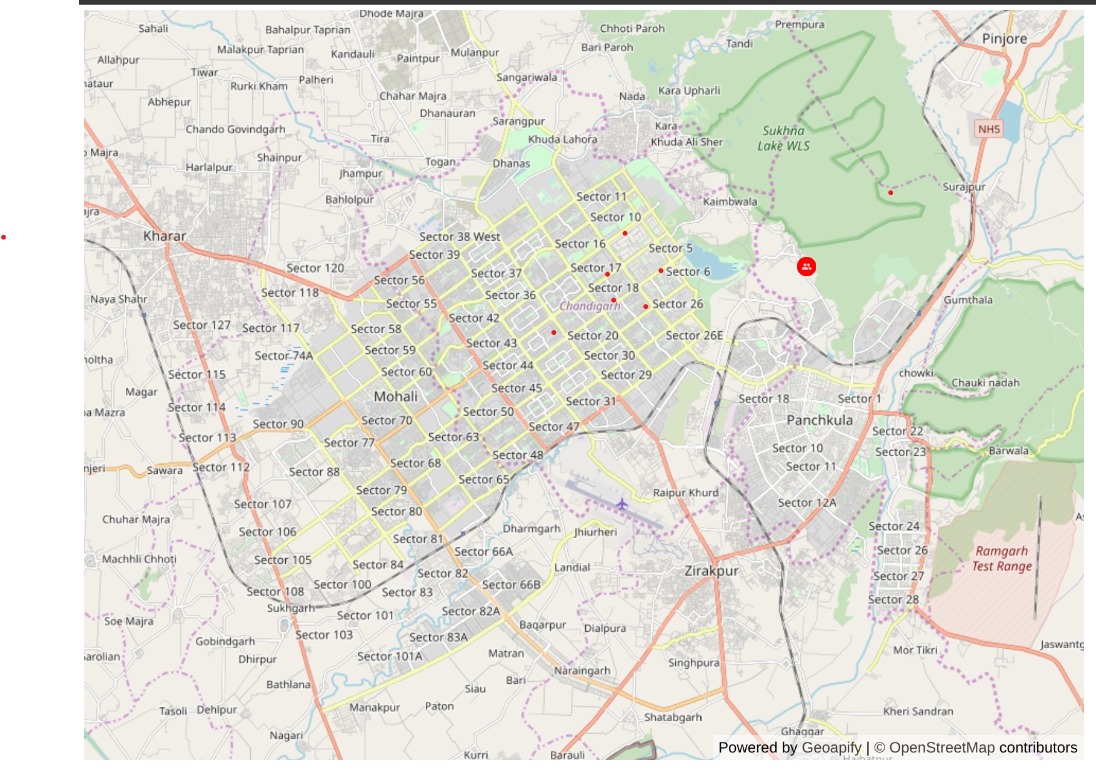 Dhode Majra
Sahali
Bahalpur Taprian
Chhoti Paroh
Prempura
Pinjore
Allahpur
Malakpur Taprian
Kandauli
Paintpur
Mulanpur
Bari Paroh
Tandi
nataur
Tiwar
Rurki Kham
Palheri
Sangariwala
Abhepur
Chahar Majra
Nada
Kara Upharli
Dhanauran
Sarangpur
NH5
Chando Govindgarh
Tira
Khuda Lahora
Kara
Khuda Ali Sher
Sukhna
Lake WLS
o Majra
Harlalpur
Shainpur
Togan
Dhanas
Jhampur
Surajpur
Bahlolpur
Sector 11
Kaimbwala
ajra
Sector 10
Kharar
Sector 38 West
Sector 16
Sector 5
Sector 39
Sector 120
Sector 37
Sector 17
Sector 6
Sector 56
Sector 118
Sector 36
Sector 18
Naya Shahr
Sector 55
Chandigarh
Sector 26
Gumthala
Sector 127
Sector 117
Sector 58
Sector 42
Sector 20
Sector 26E
Sector 59
Sector 43
Sector 74A
Sector 30
noltha
Sector 44
Sector 115
Sector 60
Sector 29
chowki
Chauki nadah
Magar
Sector 45
Mohali
Sector 31
Sector 18
Sector 1
Sector 114
pa Mazra
Sector 50
Sector 90
Sector 70
Panchkula
Sector 47
Sector 22
Sector 113
Sector 77
Sector 63
Sector 10
Sector 23
Barwala
Sector 48
njeri
Sawara
Sector 112
Sector 88
Sector 68
Sector 11
Sector 65
Sector 79
Raipur Khurd
Sector 107
Sector 12A
Sector 80
Chuhar Majra
Sector 106
Dharmgarh
Jhiurheri
Sector 24
Sector 81
Machhli Chhoti
Sector 105
Sector 66A
Sector 26
Ramgarh
Test Range
Sector 84
Landial
Zirakpur
Sector 82
Sector 27
Sector 100
Sector 66B
Sector 108
Sector 83
Sector 28
Sukhgarh
Soe Majra
Sector 101
Sector 82A
Baqarpur
Dialpura
Sector 103
Sector 83A
Gobindgarh
Jaswantg
Mor Tikri
arolian
Dhirpur
Sector 101A
Matran
Singhpura
Naraingarh
Bathlana
Bari
Siau
Tasoli
Dehlpur
Manakpur
Paton
Kheri Sandran
Shatabgarh
Nagari
Ghaggar
Kurri
Barauli
Powered by Geoapify | © OpenStreetMap contributors